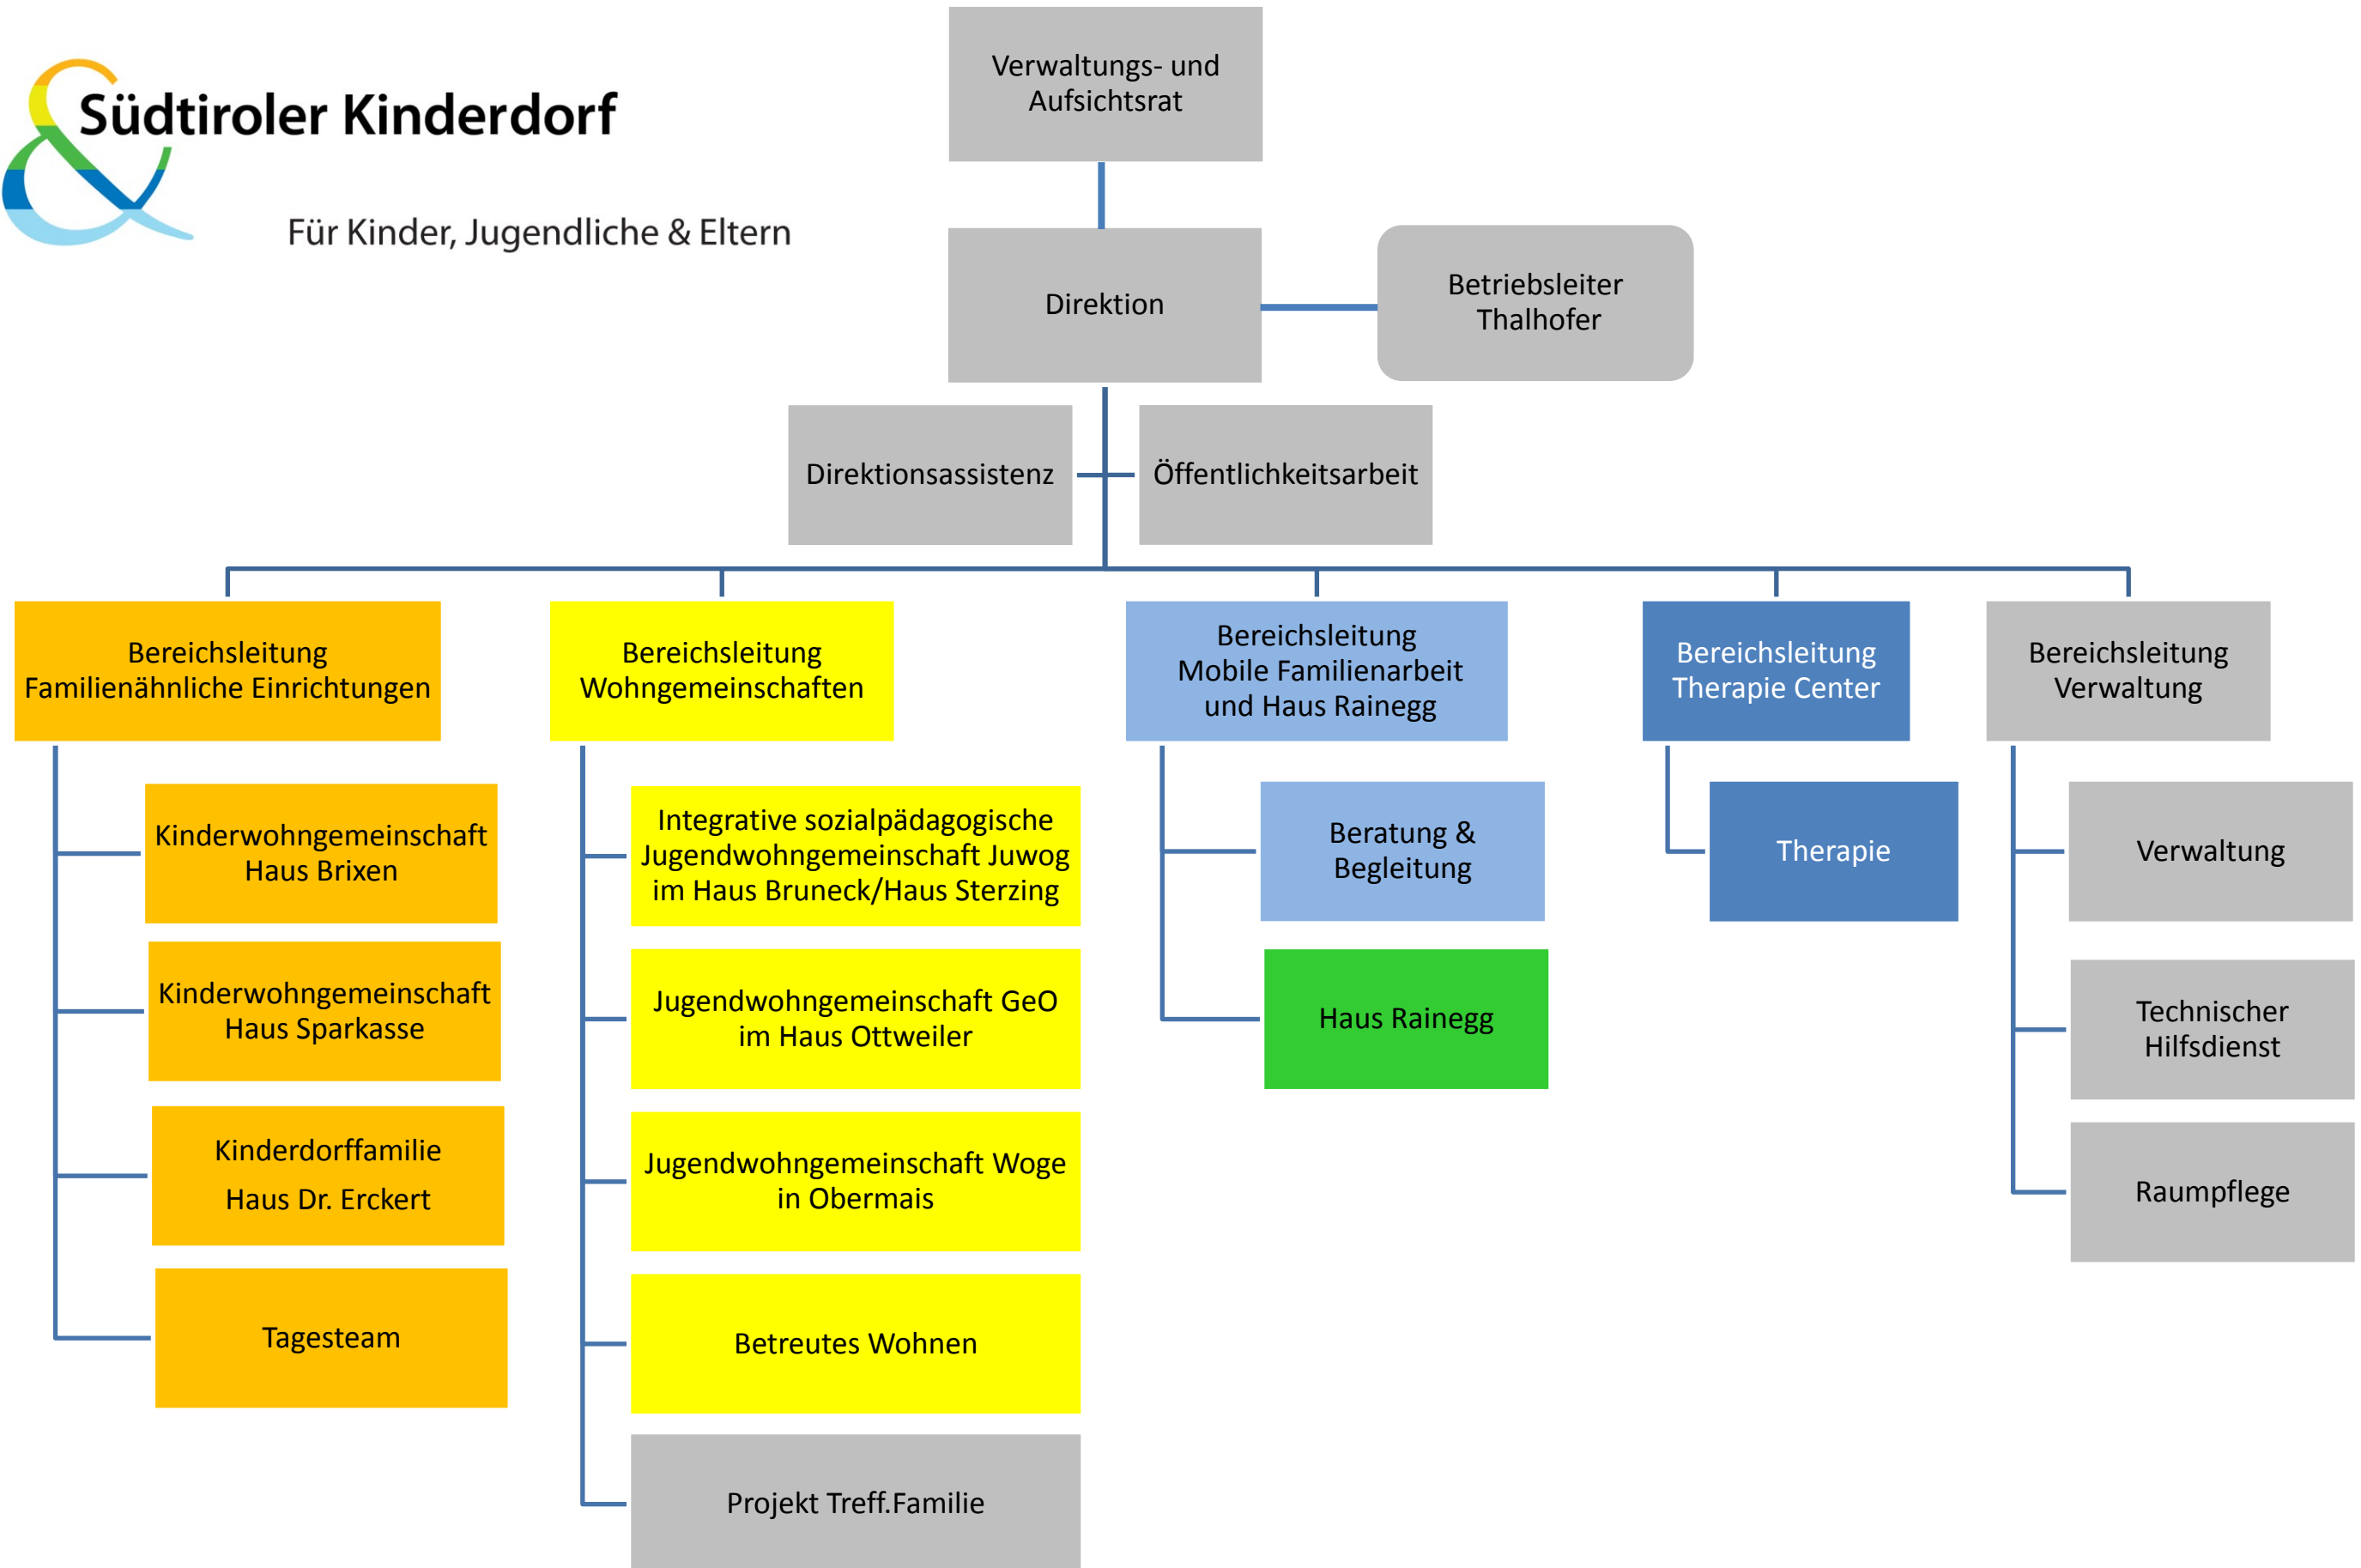 Südtiroler Kinderdorf
Für Kinder, Jugendliche & Eltern
Verwaltungs- und
Aufsichtsrat
Direktion
Betriebsleiter
Thalhofer
Direktionsassistenz
Öffentlichkeitsarbeit
Bereichsleitung
Familienähnliche Einrichtungen
Kinderwohngemeinschaft
Haus Brixen
Kinderwohngemeinschaft
Haus Sparkasse
Kinderdorffamilie
Haus Dr. Erckert
Tagesteam
Bereichsleitung
Wohngemeinschaften
Integrative sozialpädagogische
Jugendwohngemeinschaft Juwog
im Haus Bruneck/Haus Sterzing
Jugendwohngemeinschaft GeO
im Haus Ottweiler
Jugendwohngemeinschaft Woge
in Obermais
Betreutes Wohnen
Projekt Treff.Familie
Bereichsleitung
Mobile Familienarbeit
und Haus Rainegg
Beratung &
Begleitung
Haus Rainegg
Bereichsleitung
Therapie Center
Therapie
Bereichsleitung
Verwaltung
Verwaltung
Technischer
Hilfsdienst
Raumpflege